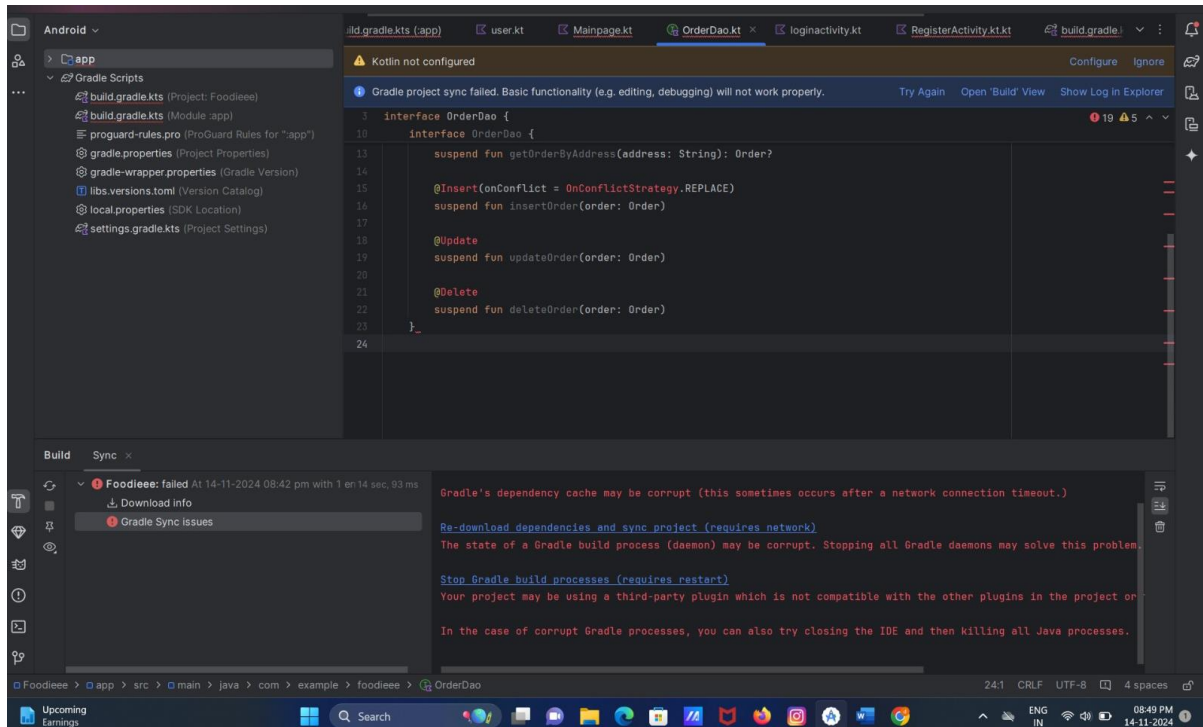 Android
ild.gradle.kts (:app)
user.kt
Mainpage.kt
OrderDao.kt
loginactivity.kt
RegisterActivity.kt.kt
build.gradle.
app
Gradle Scripts
build.gradle.kts (Project: Foodieee)
build.gradle.kts (Module :app)
proguard-rules.pro (ProGuard Rules for ":app")
gradle.properties (Project Properties)
gradle-wrapper.properties (Gradle Version)
libs.versions.toml (Version Catalog)
local.properties (SDK Location)
settings.gradle.kts (Project Settings)
Kotlin not configured
Configure Ignore
Gradle project sync failed. Basic functionality (e.g. editing, debugging) will not work properly.
Try Again Open 'Build' View Show Log in Explorer
19 5
3 interface OrderDao {
10 interface OrderDao {
13 suspend fun getOrderByAddress(address: String): Order?
14
15 @Insert(onConflict = OnConflictStrategy.REPLACE)
16 suspend fun insertOrder(order: Order)
17
18 @Update
19 suspend fun updateOrder(order: Order)
20
21 @Delete
22 suspend fun deleteOrder(order: Order)
23 }
24
Build Sync
Foodieee: failed At 14-11-2024 08:42 pm with 1 er 14 sec, 93 ms
Download info
Gradle Sync issues
Gradle's dependency cache may be corrupt (this sometimes occurs after a network connection timeout.)
Re-download dependencies and sync project (requires network)
The state of a Gradle build process (daemon) may be corrupt. Stopping all Gradle daemons may solve this problem.
Stop Gradle build processes (requires restart)
Your project may be using a third-party plugin which is not compatible with the other plugins in the project or
In the case of corrupt Gradle processes, you can also try closing the IDE and then killing all Java processes.
Foodieee > app > src > main > java > com > example > foodieee > OrderDao
24:1 CRLF UTF-8 4 spaces
Upcoming
Earnings
Search
ENG
IN
08:49 PM
14-11-2024